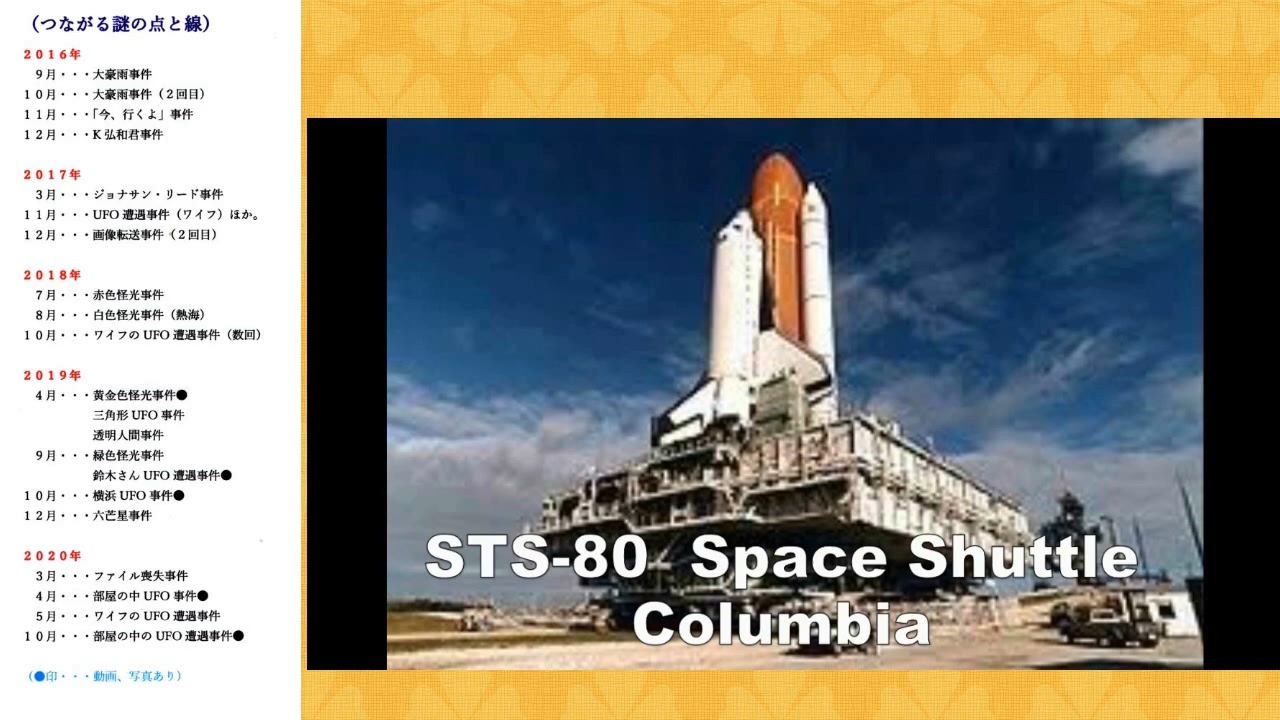 （つながる謎の点と線）
２０１６年
９月・・・大豪雨事件
１０月・・・大豪雨事件（２回目）
１１月・・・「今、行くよ」事件
１２月・・・K 弘和君事件
２０１７年
３月・・・ジョナサン・リード事件
１１月・・・UFO 遭遇事件（ワイフ）ほか。
１２月・・・画像転送事件（２回目）
２０１８年
７月・・・赤色怪光事件
８月・・・白色怪光事件（熱海）
１０月・・・ワイフの UFO 遭遇事件（数回）
２０１９年
４月・・・黄金色怪光事件●
三角形 UFO 事件
透明人間事件
９月・・・緑色怪光事件
鈴木さん UFO 遭遇事件●
１０月・・・横浜 UFO 事件●
１２月・・・六芒星事件
２０２０年
３月・・・ファイル喪失事件
４月・・・部屋の中 UFO 事件●
５月・・・ワイフの UFO 遭遇事件
１０月・・・部屋の中の UFO 遭遇事件●
（●印・・・動画、写真あり）
STS-80 Space Shuttle
Columbia